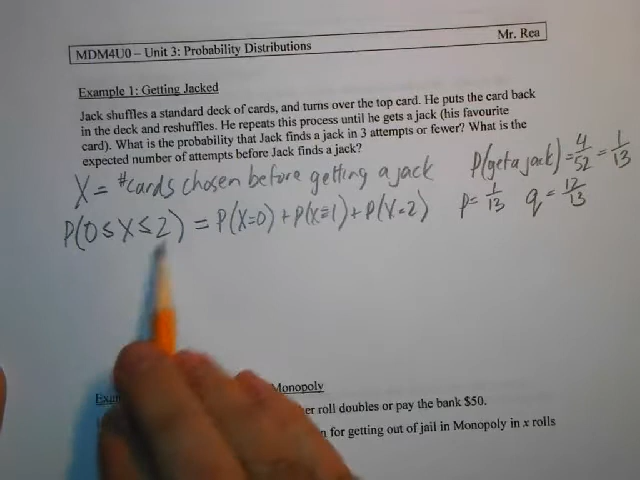 MDM4U0 – Unit 3: Probability Distributions Mr. Rea
Example 1: Getting Jacked
Jack shuffles a standard deck of cards, and turns over the top card. He puts the card back
in the deck and reshuffles. He repeats this process until he gets a jack (his favourite
card). What is the probability that Jack finds a jack in 3 attempts or fewer? What is the
expected number of attempts before Jack finds a jack?
X = # cards chosen before getting a jack
P(get a jack) = 4/52 = 1/13
p = 1/13 q = 12/13
P(0 ≤ X ≤ 2) = P(X=0) + P(X=1) + P(X=2)
Monopoly
roll doubles or pay the bank $50.
for getting out of jail in Monopoly in x rolls